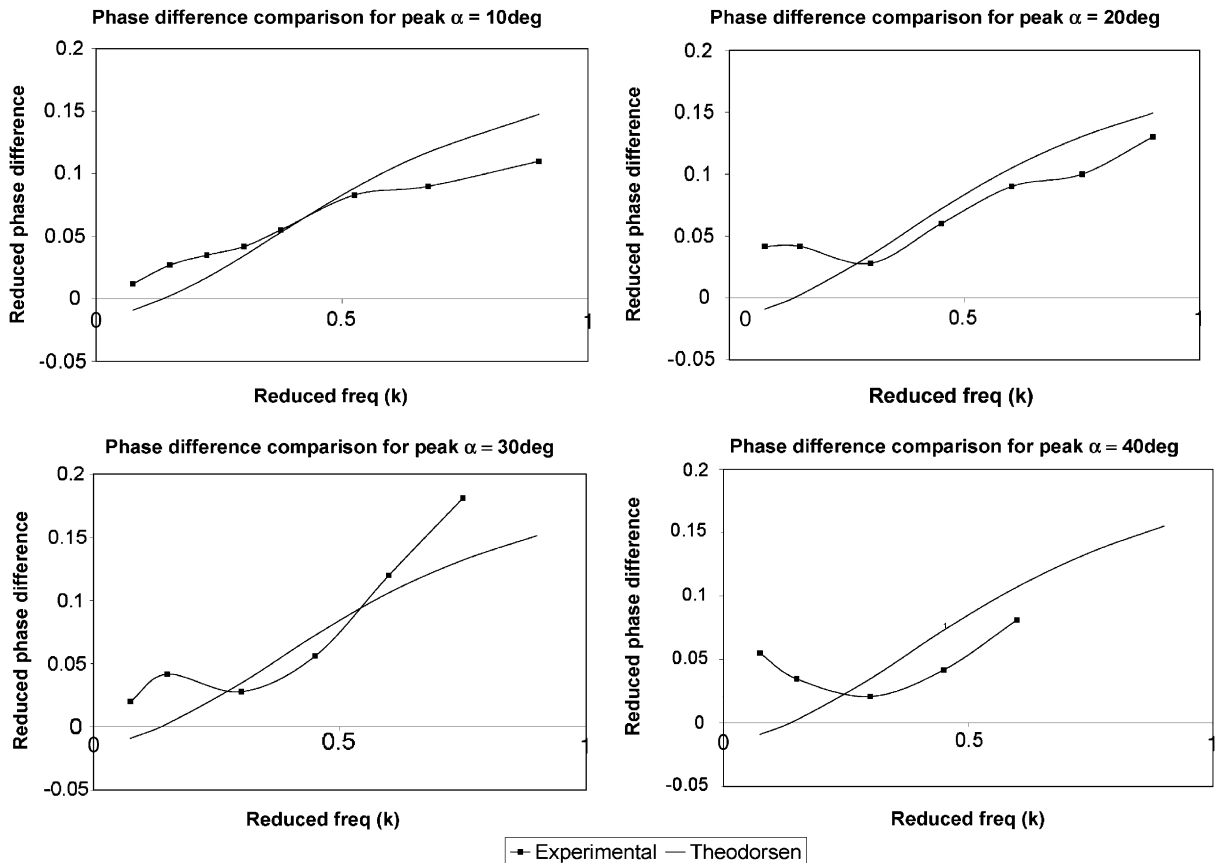 Phase difference comparison for peak α = 10deg
Reduced phase difference
0.2
0.15
0.1
0.05
0
-0.05
0
0.5
1
Reduced freq (k)
Phase difference comparison for peak α = 20deg
Reduced phase difference
0.2
0.15
0.1
0.05
0
-0.05
0
0.5
1
Reduced freq (k)
Phase difference comparison for peak α = 30deg
Reduced phase difference
0.2
0.15
0.1
0.05
0
-0.05
0
0.5
1
Reduced freq (k)
Phase difference comparison for peak α = 40deg
Reduced phase difference
0.2
0.15
0.1
0.05
0
-0.05
1
0
0.5
1
Reduced freq (k)
Experimental Theodorsen